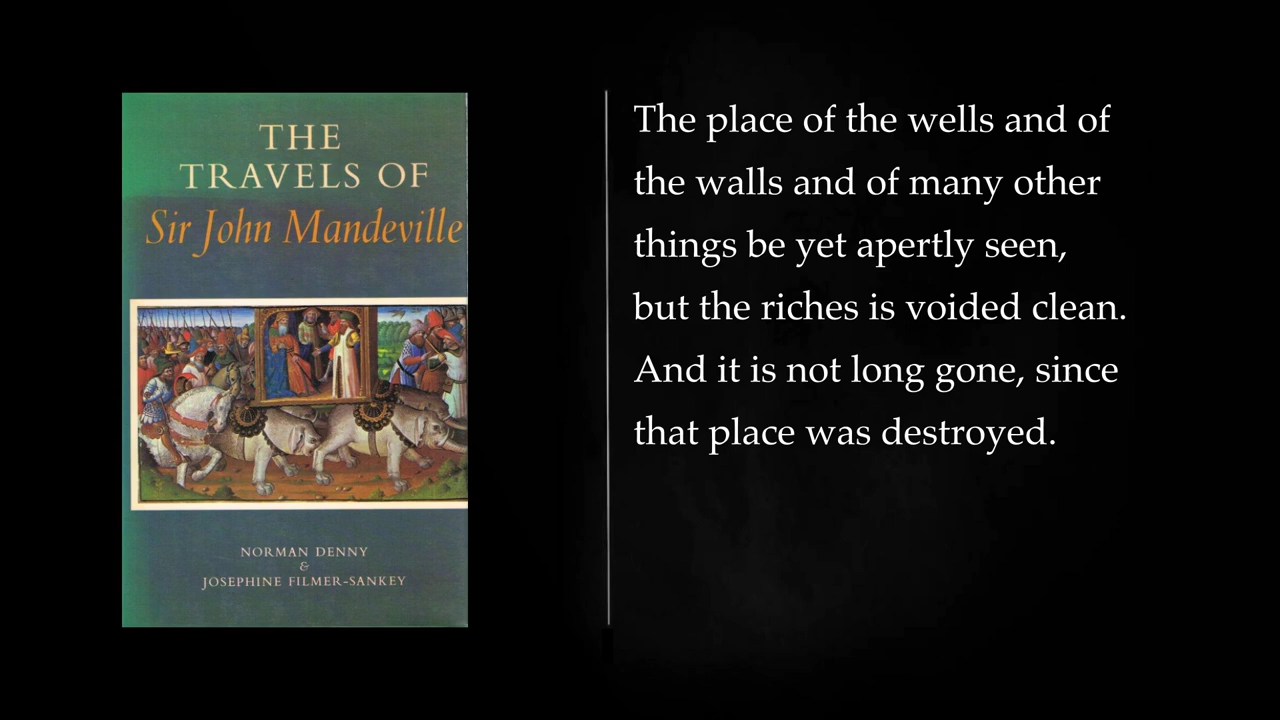 THE
TRAVELS OF
Sir John Mandeville
NORMAN DENNY
&
JOSEPHINE FILMER-SANKEY
The place of the wells and of
the walls and of many other
things be yet apertly seen,
but the riches is voided clean.
And it is not long gone, since
that place was destroyed.